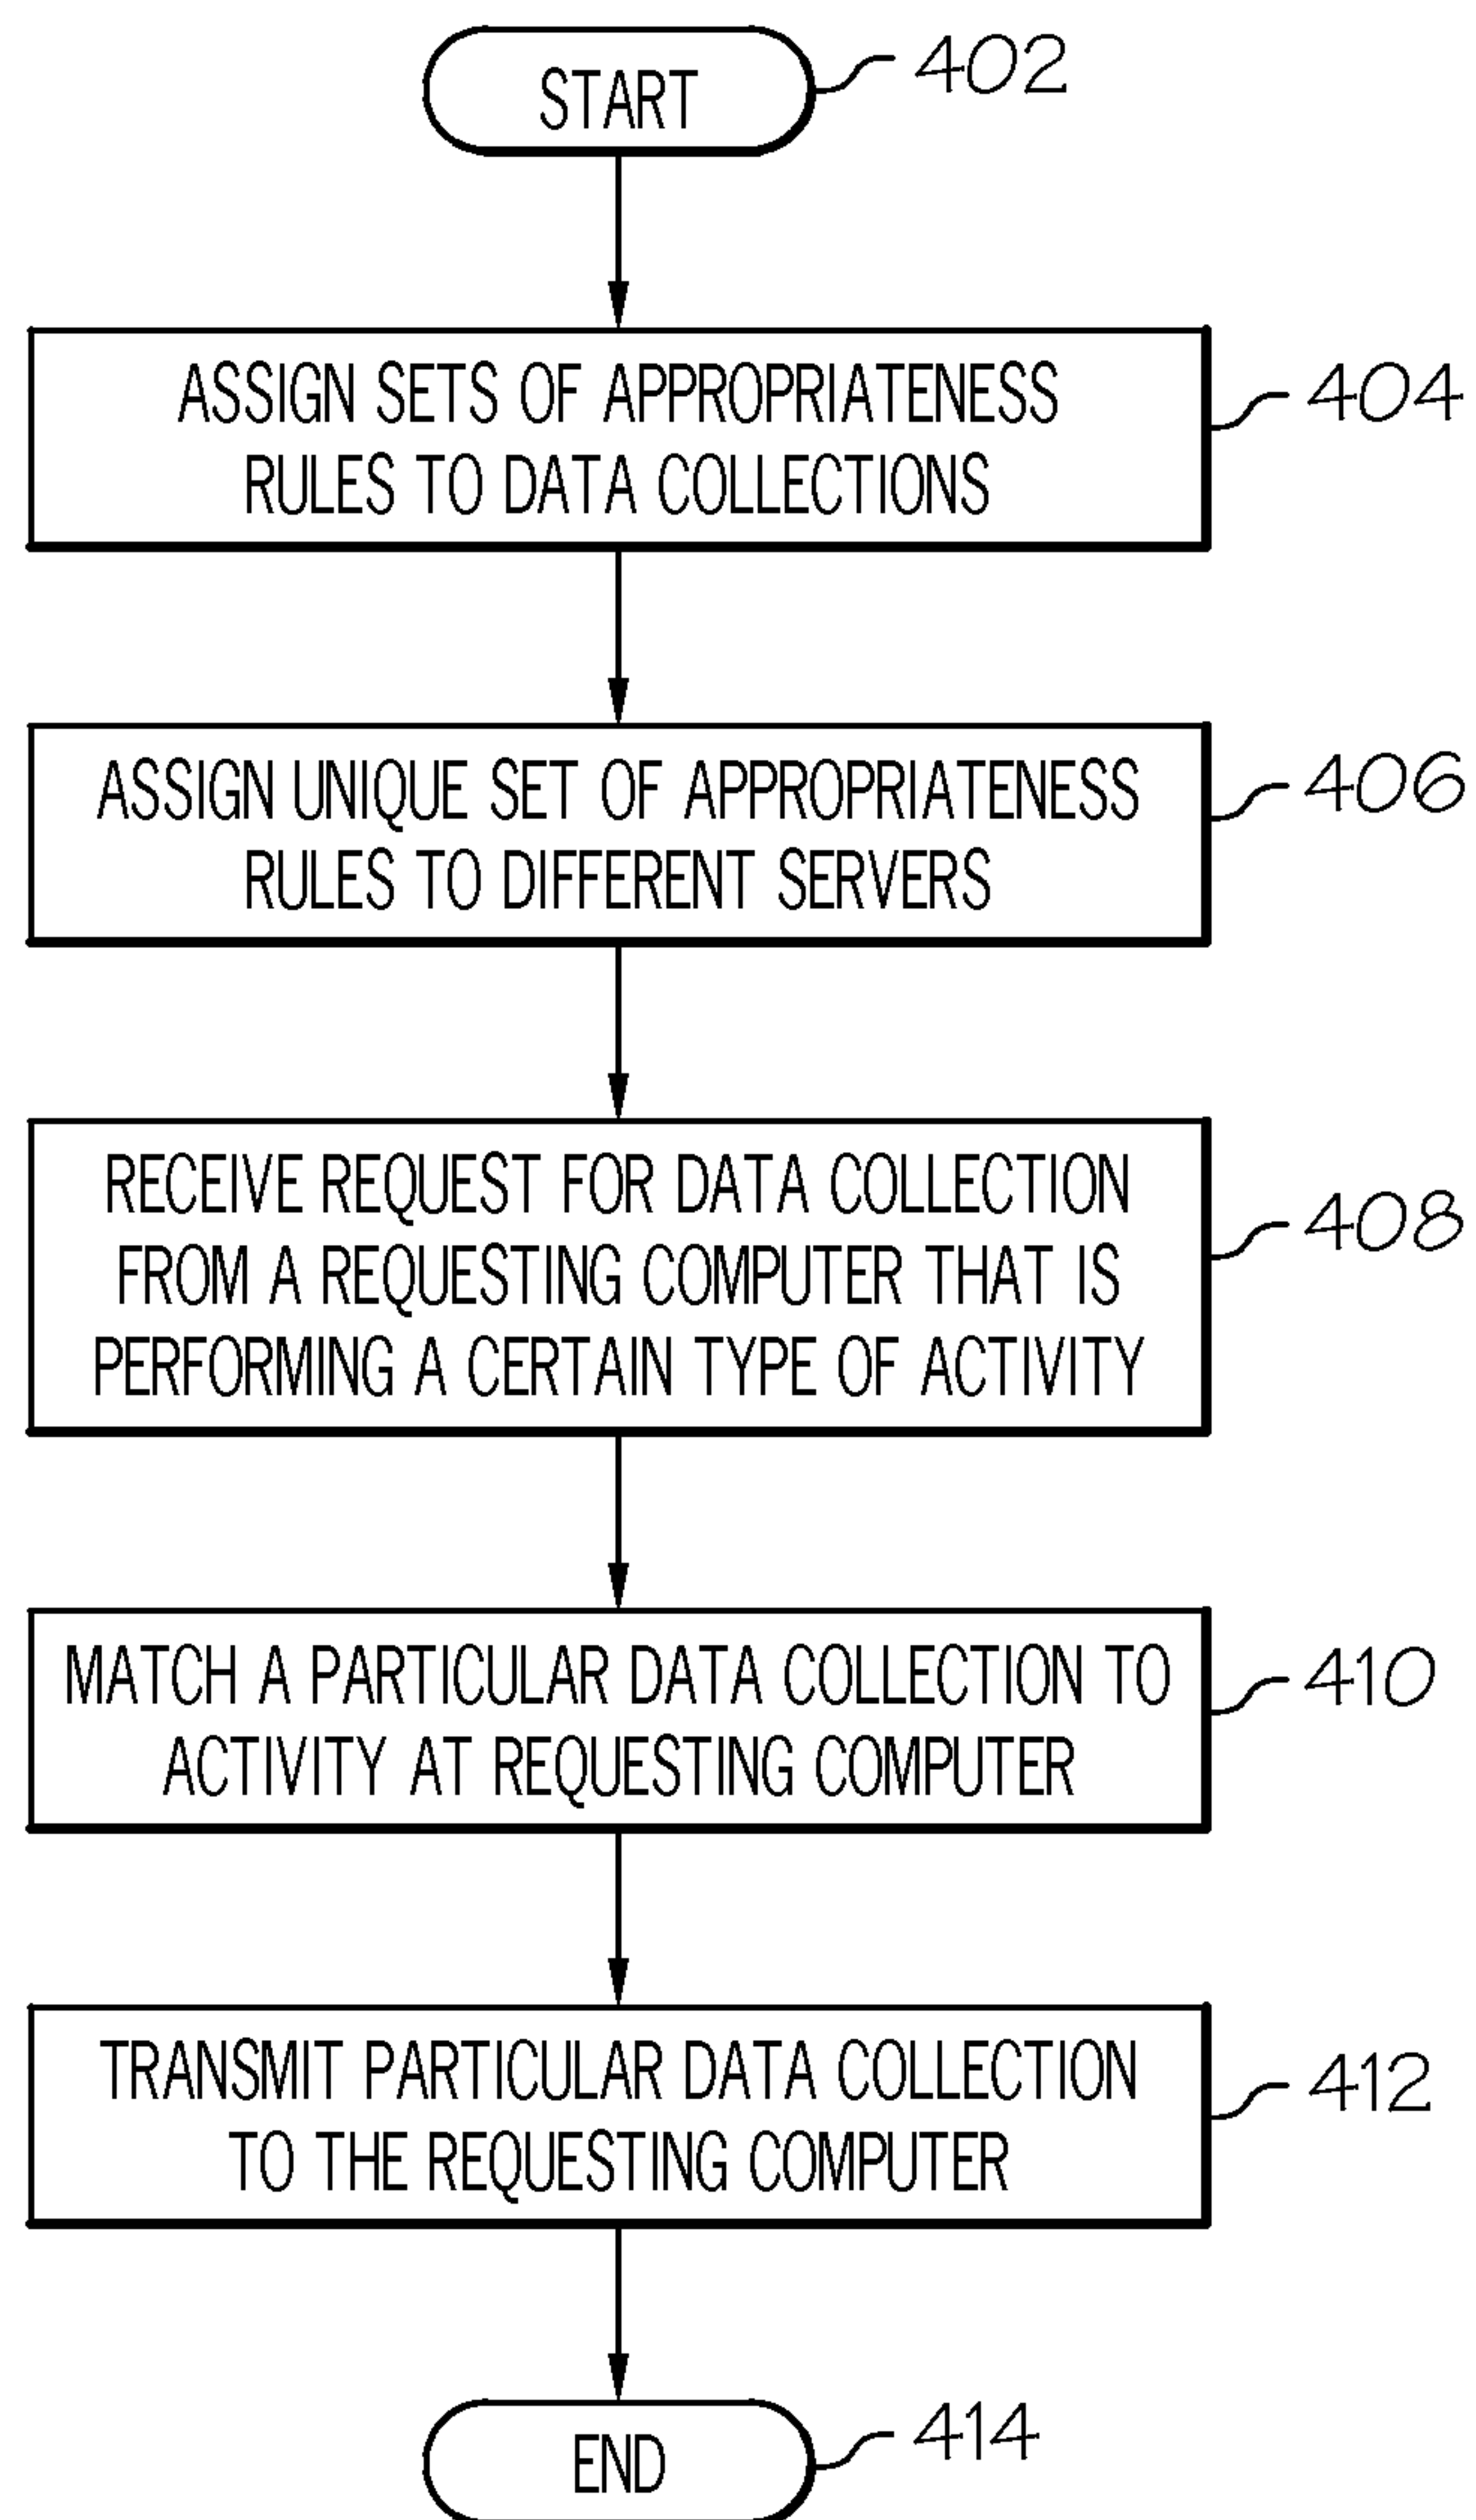 START
402
ASSIGN SETS OF APPROPRIATENESS
RULES TO DATA COLLECTIONS
404
ASSIGN UNIQUE SET OF APPROPRIATENESS
RULES TO DIFFERENT SERVERS
406
RECEIVE REQUEST FOR DATA COLLECTION
FROM A REQUESTING COMPUTER THAT IS
PERFORMING A CERTAIN TYPE OF ACTIVITY
408
MATCH A PARTICULAR DATA COLLECTION TO
ACTIVITY AT REQUESTING COMPUTER
410
TRANSMIT PARTICULAR DATA COLLECTION
TO THE REQUESTING COMPUTER
412
END
414